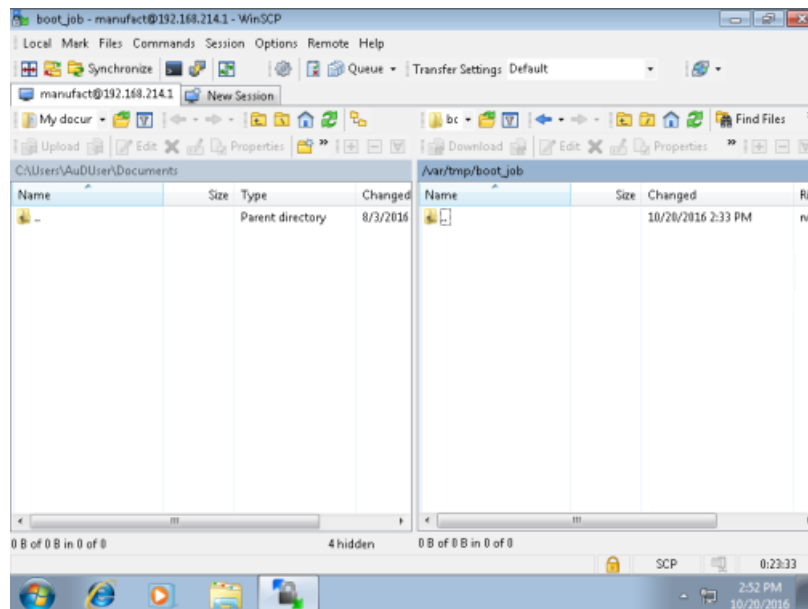 boot_job - manufact@192.168.214.1 - WinSCP
Local Mark Files Commands Session Options Remote Help
Synchronize Queue Transfer Settings Default
manufact@192.168.214.1 New Session
My docur bc Find Files
Upload Edit Properties » Download Edit Properties »
C:\Users\AuDUser\Documents /var/tmp/boot_job
Name Size Type Changed Name Size Changed
.. Parent directory 8/3/2016 .. 10/20/2016 2:33 PM
0 B of 0 B in 0 of 0 4 hidden 0 B of 0 B in 0 of 0
SCP 0:23:33
2:52 PM
10/20/2016